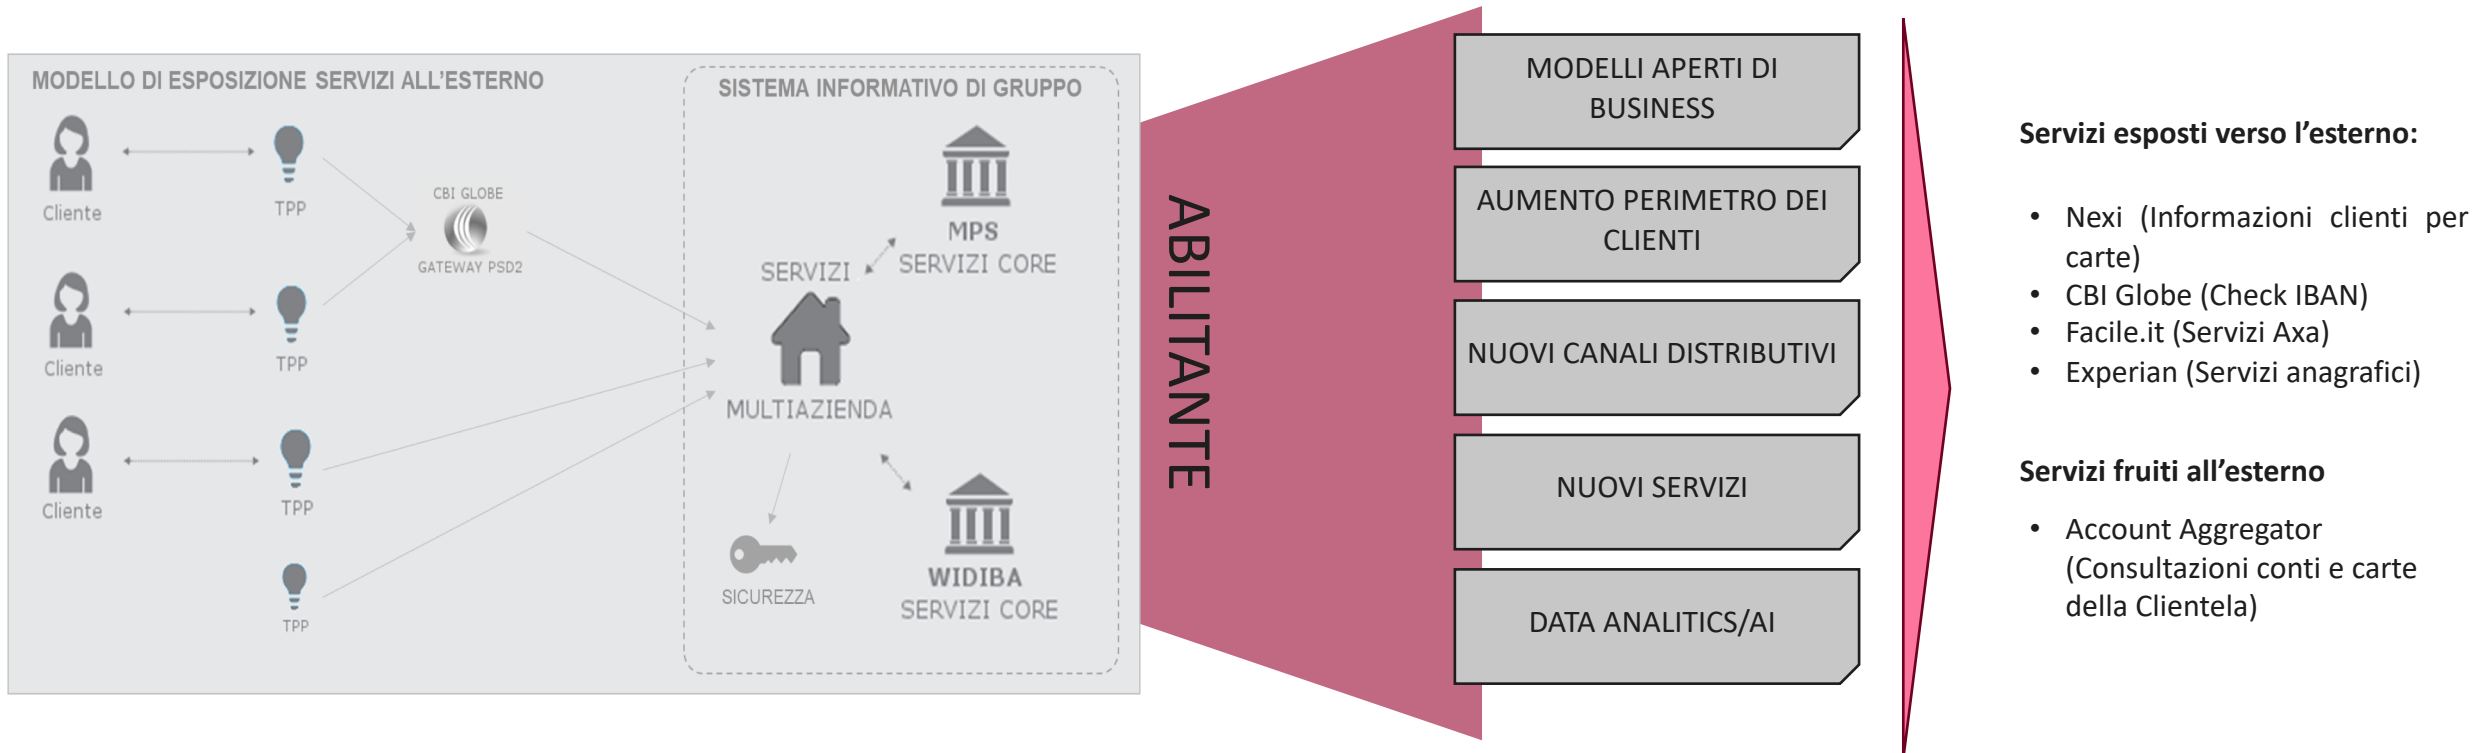 MODELLO DI ESPOSIZIONE SERVIZI ALL'ESTERNO
Cliente
TPP
CBI GLOBE
GATEWAY PSD2
Cliente
TPP
Cliente
TPP
TPP
SISTEMA INFORMATIVO DI GRUPPO
MPS
SERVIZI CORE
SERVIZI
MULTIAZIENDA
SICUREZZA
WIDIBA
SERVIZI CORE
ABILITANTE
MODELLI APERTI DI
BUSINESS
AUMENTO PERIMETRO DEI
CLIENTI
NUOVI CANALI DISTRIBUTIVI
NUOVI SERVIZI
DATA ANALITICS/AI
Servizi esposti verso l'esterno:
• Nexi (Informazioni clienti per
carte)
• CBI Globe (Check IBAN)
• Facile.it (Servizi Axa)
• Experian (Servizi anagrafici)
Servizi fruiti all'esterno
• Account Aggregator
(Consultazioni conti e carte
della Clientela)